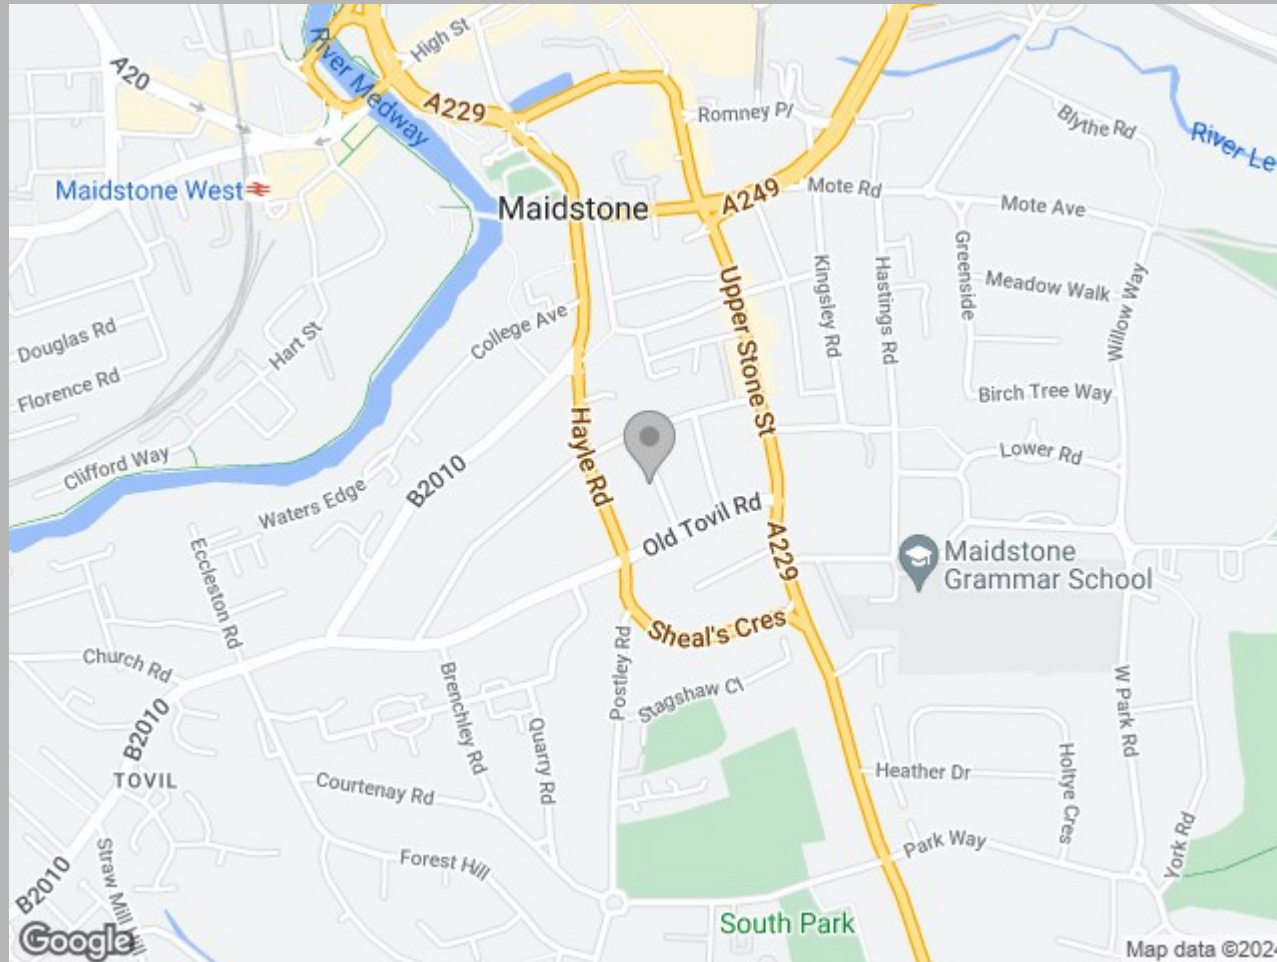 High St
A20
River Medway
A229
Romney Pl
Blythe Rd
River Le
Maidstone West
Maidstone
A249
Mote Rd
Mote Ave
Greenside
Meadow Walk
Willow Way
Kingsley Rd
Hastings Rd
Upper Stone St
College Ave
Hart St
Douglas Rd
Florence Rd
Birch Tree Way
Hayle Rd
Lower Rd
Clifford Way
B2010
Waters Edge
Old Tovil Rd
A229
Eccleston Rd
Maidstone
Grammar School
Sheal's Cres
Church Rd
Postley Rd
Stagshaw Cl
Brenchley Rd
Quarry Rd
W Park Rd
B2010
TOVIL
Courtenay Rd
Heather Dr
Holtye Cres
York Rd
Park Way
Forest Hill
Straw Mill Hill
B2010
South Park
Google
Map data ©2024